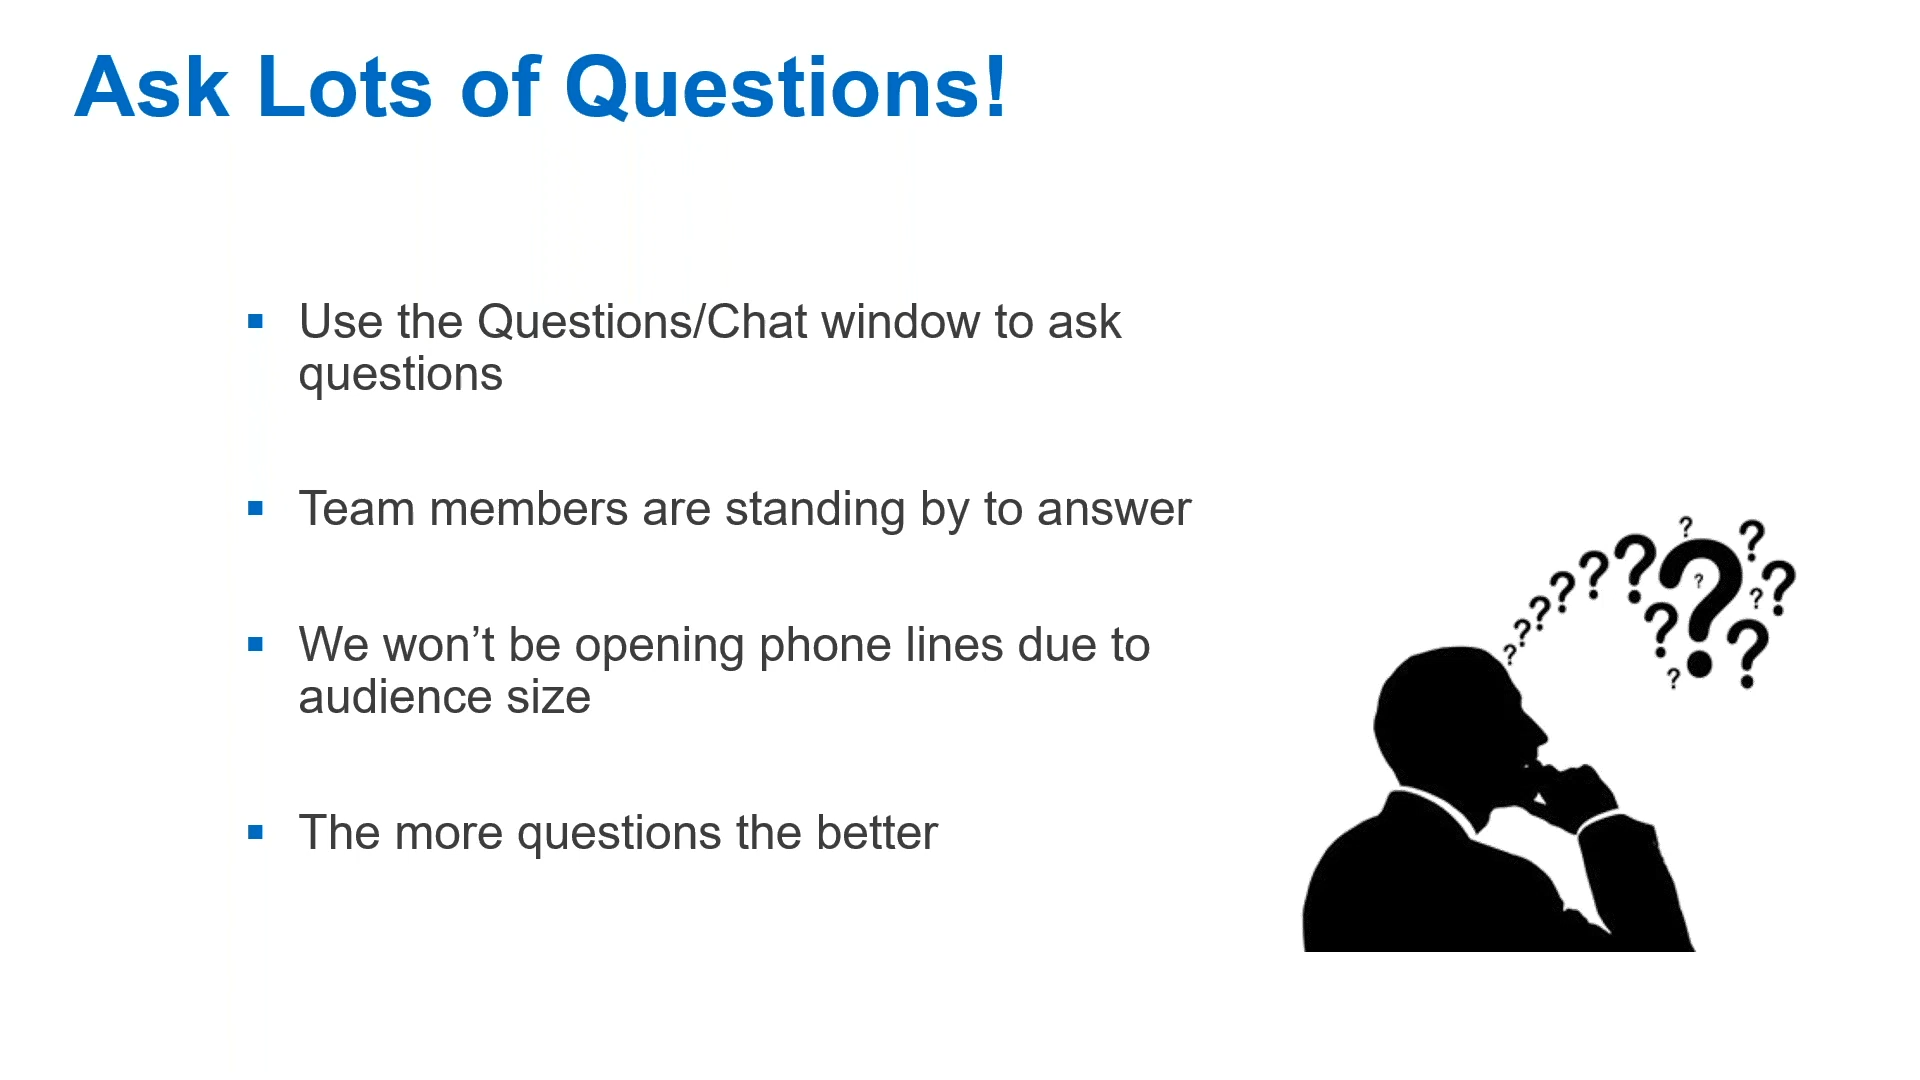 Ask Lots of Questions!
▪ Use the Questions/Chat window to ask
questions
▪ Team members are standing by to answer
▪ We won’t be opening phone lines due to
audience size
▪ The more questions the better